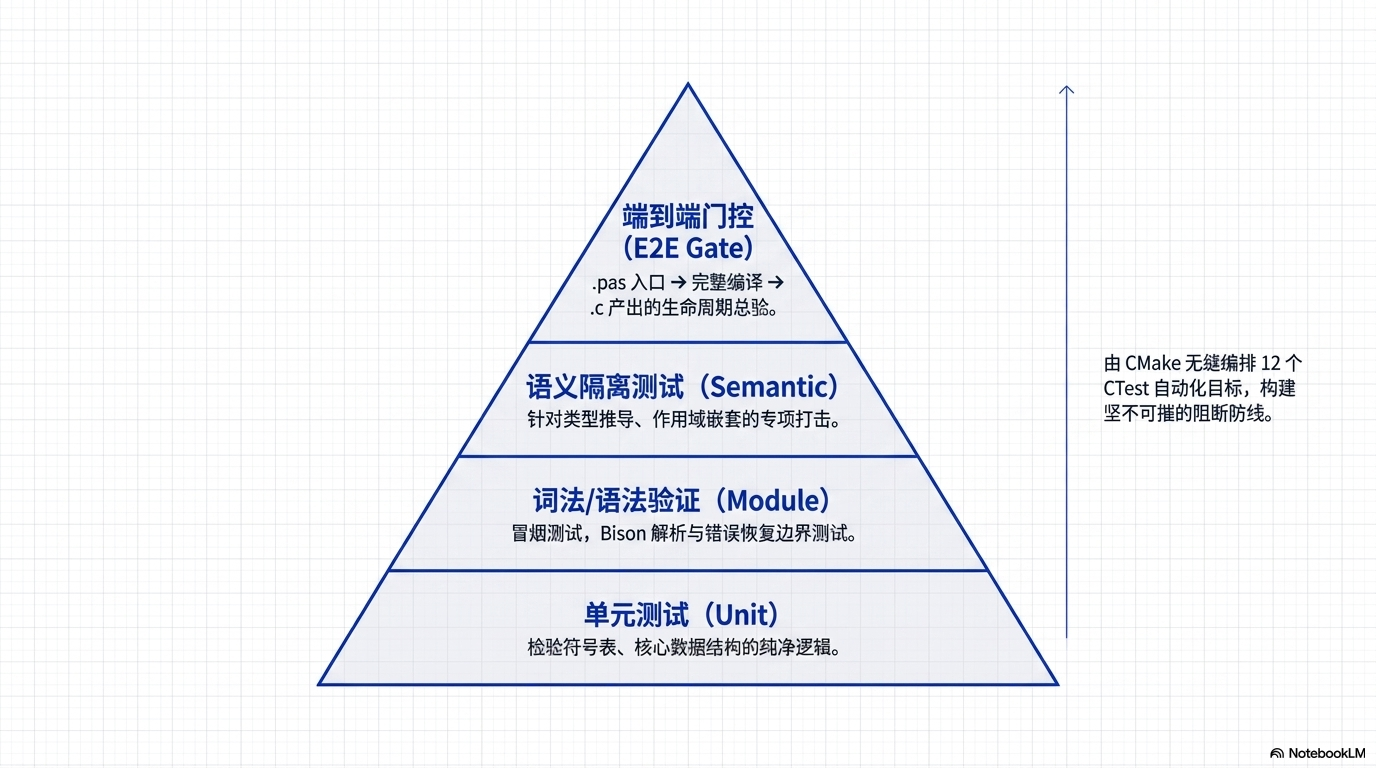 端到端门控
（E2E Gate）
.pas 入口 → 完整编译 →
.c 产出的生命周期总验。
语义隔离测试（Semantic）
针对类型推导、作用域嵌套的专项打击。
词法/语法验证（Module）
冒烟测试，Bison 解析与错误恢复边界测试。
单元测试（Unit）
检验符号表、核心数据结构的纯净逻辑。
由 CMake 无缝编排 12 个
CTest 自动化目标，构建
坚不可摧的阻断防线。
NotebookLM